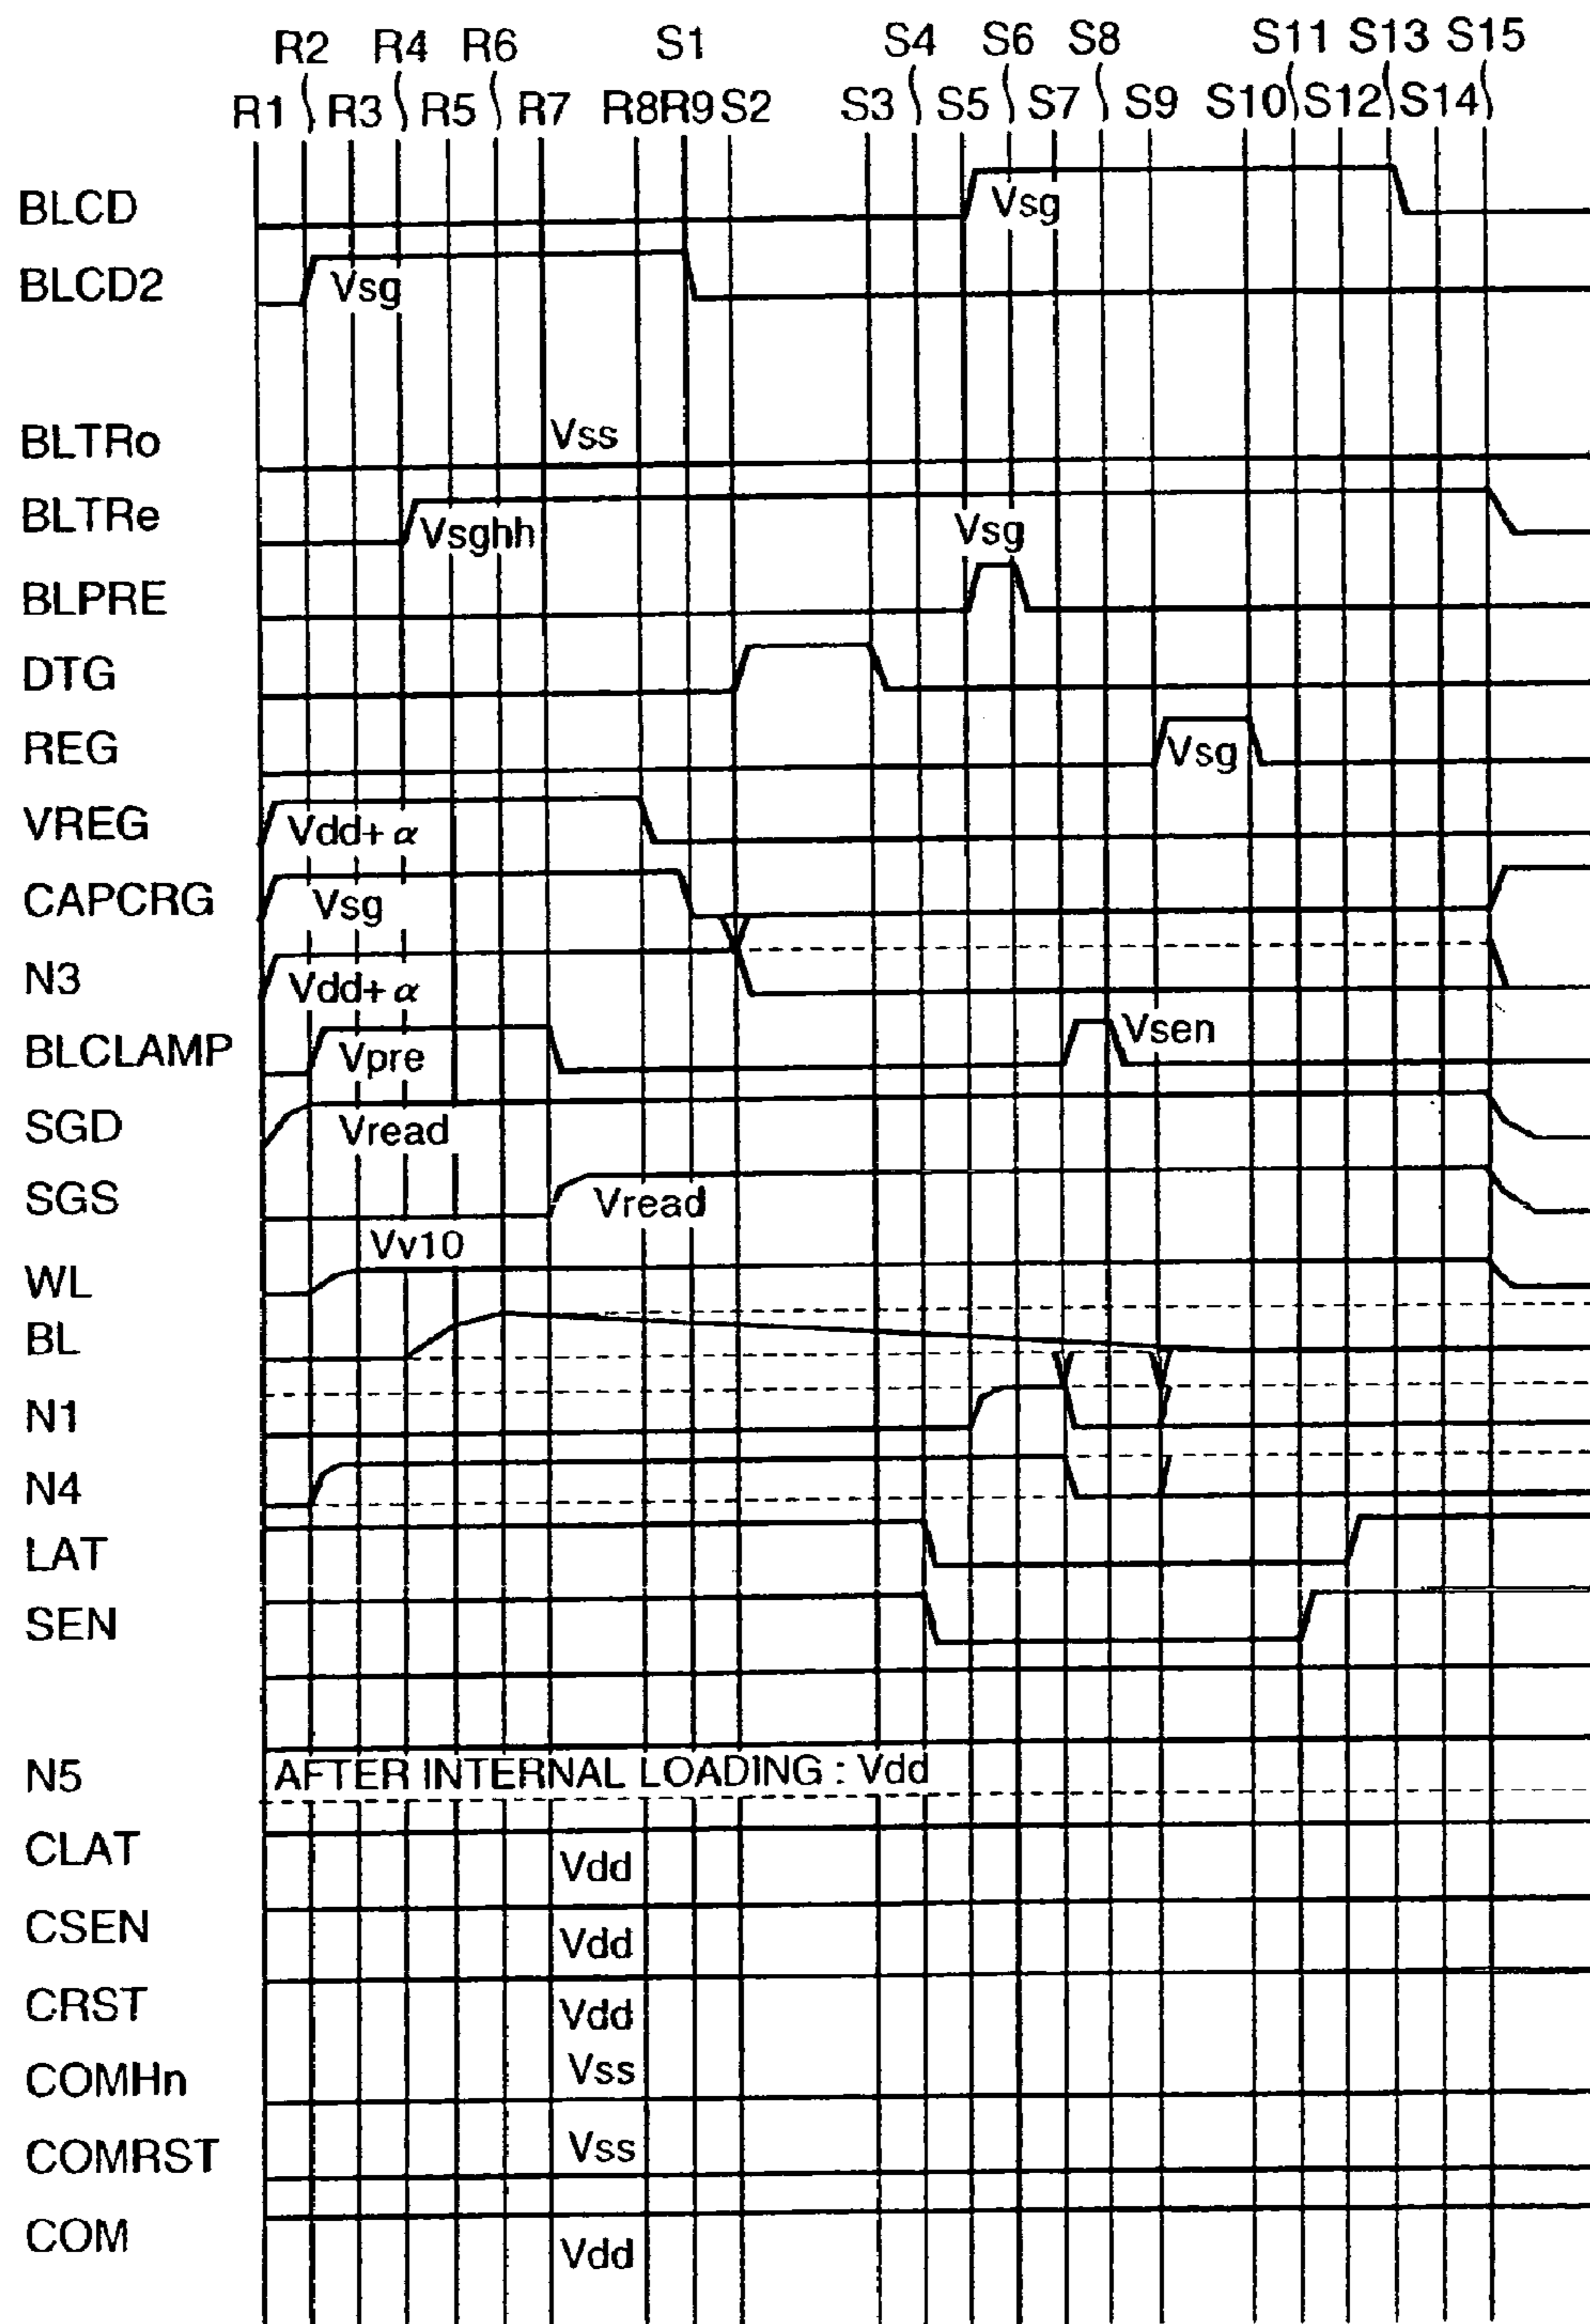 R2 R4 R6 S1 S4 S6 S8 S11 S13 S15
R1 R3 R5 R7 R8 R9 S2 S3 S5 S7 S9 S10 S12 S14
BLCD Vsg
BLCD2 Vsg
BLTRo Vss
BLTRe Vsghh
BLPRE Vsg
DTG
REG Vsg
VREG Vdd+α
CAPCRG Vsg
N3 Vdd+α
BLCLAMP Vpre Vsen
SGD Vread
SGS Vread
WL Vv10
BL
N1
N4
LAT
SEN
N5 AFTER INTERNAL LOADING : Vdd
CLAT Vdd
CSEN Vdd
CRST Vdd
COMHn Vss
COMRST Vss
COM Vdd